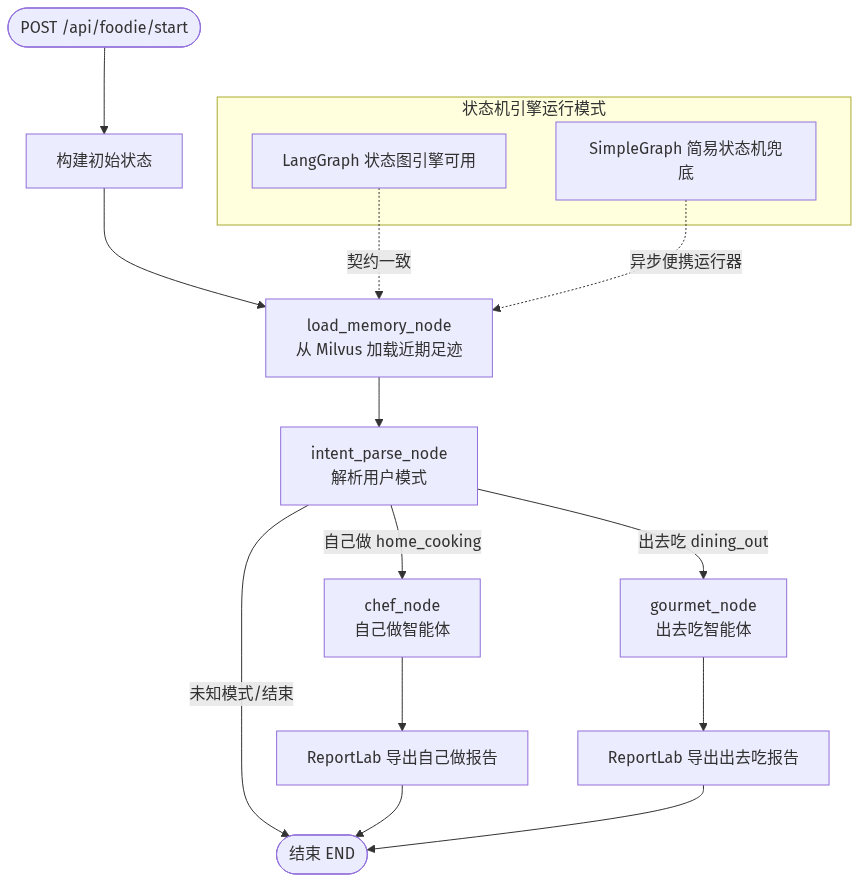 POST /api/foodie/start
状态机引擎运行模式
构建初始状态
LangGraph 状态图引擎可用
SimpleGraph 简易状态机兜
底
契约一致
异步便携运行器
load_memory_node
从 Milvus 加载近期足迹
intent_parse_node
解析用户模式
自己做 home_cooking
出去吃 dining_out
chef_node
自己做智能体
gourmet_node
出去吃智能体
未知模式/结束
ReportLab 导出自己做报告
ReportLab 导出出去吃报告
结束 END